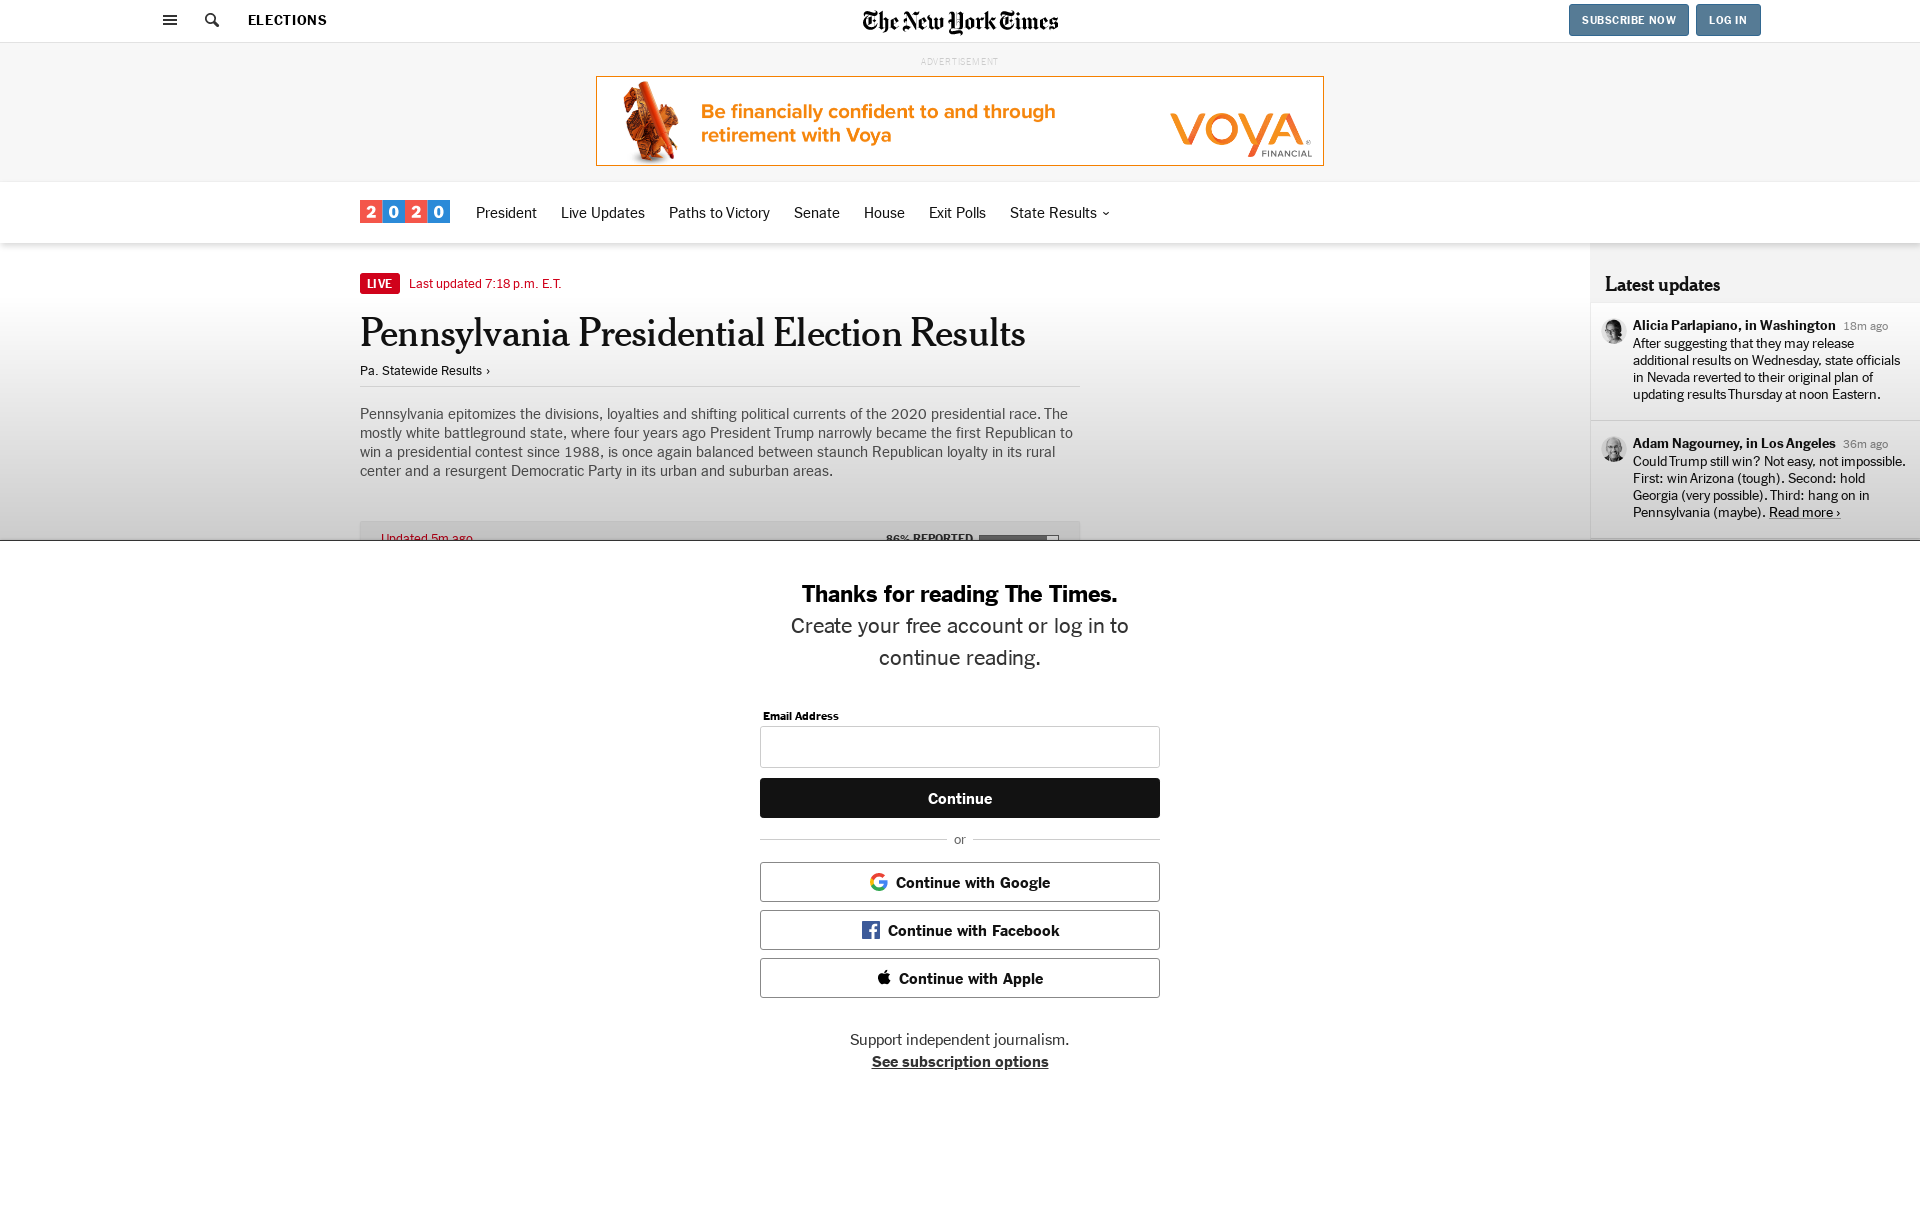 ELECTIONS
The New York Times
SUBSCRIBE NOW
LOG IN
ADVERTISEMENT
Be financially confident to and through
retirement with Voya
VOYA
FINANCIAL
2020
President
Live Updates
Paths to Victory
Senate
House
Exit Polls
State Results
LIVE Last updated 7:18 p.m. E.T.
Pennsylvania Presidential Election Results
Pa. Statewide Results ›
Pennsylvania epitomizes the divisions, loyalties and shifting political currents of the 2020 presidential race. The
mostly white battleground state, where four years ago President Trump narrowly became the first Republican to
win a presidential contest since 1988, is once again balanced between staunch Republican loyalty in its rural
center and a resurgent Democratic Party in its urban and suburban areas.
Updated 5m ago
86% REPORTED
Latest updates
Alicia Parlapiano, in Washington 18m ago
After suggesting that they may release
additional results on Wednesday, state officials
in Nevada reverted to their original plan of
updating results Thursday at noon Eastern.
Adam Nagourney, in Los Angeles 36m ago
Could Trump still win? Not easy, not impossible.
First: win Arizona (tough). Second: hold
Georgia (very possible). Third: hang on in
Pennsylvania (maybe). Read more ›
Thanks for reading The Times.
Create your free account or log in to
continue reading.
Email Address
Continue
or
Continue with Google
Continue with Facebook
Continue with Apple
Support independent journalism.
See subscription options